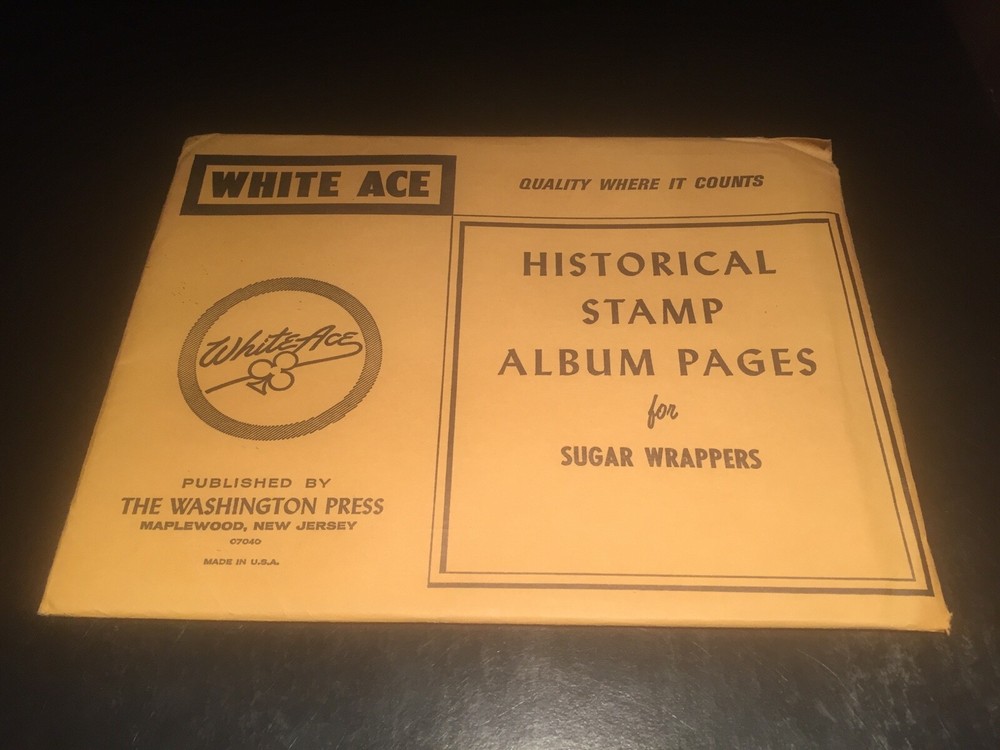 WHITE ACE
QUALITY WHERE IT COUNTS
White Ace
PUBLISHED BY
THE WASHINGTON PRESS
MAPLEWOOD, NEW JERSEY
07040
MADE IN U.S.A.
HISTORICAL
STAMP
ALBUM PAGES
for
SUGAR WRAPPERS